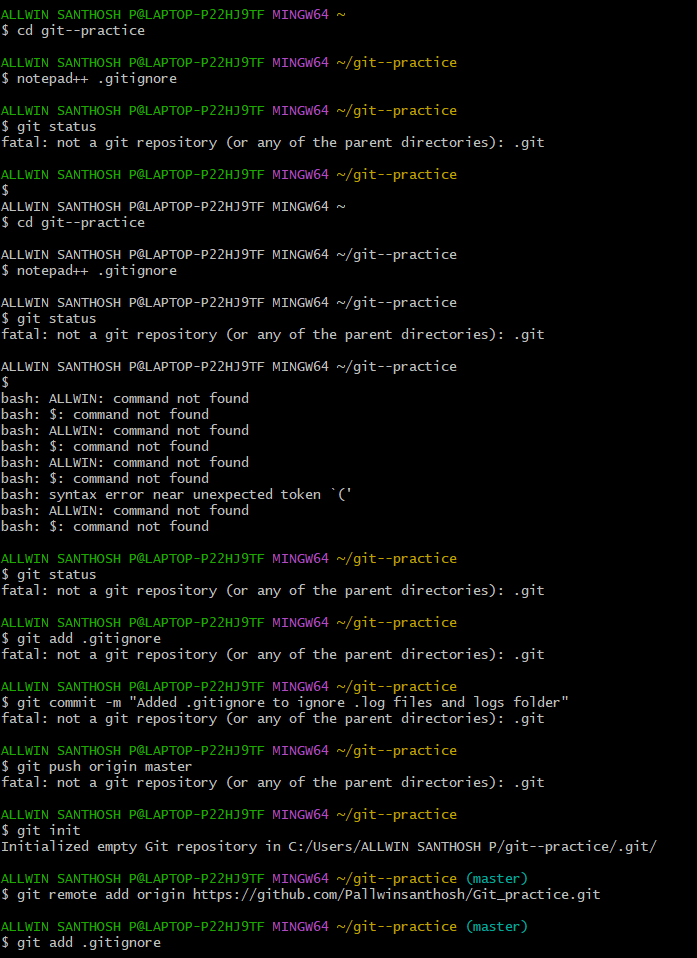 ALLWIN SANTHOSH P@LAPTOP-P22HJ9TF MINGW64 ~
$ cd git--practice
ALLWIN SANTHOSH P@LAPTOP-P22HJ9TF MINGW64 ~/git--practice
$ notepad++ .gitignore
ALLWIN SANTHOSH P@LAPTOP-P22HJ9TF MINGW64 ~/git--practice
$ git status
fatal: not a git repository (or any of the parent directories): .git
ALLWIN SANTHOSH P@LAPTOP-P22HJ9TF MINGW64 ~/git--practice
$
ALLWIN SANTHOSH P@LAPTOP-P22HJ9TF MINGW64 ~
$ cd git--practice
ALLWIN SANTHOSH P@LAPTOP-P22HJ9TF MINGW64 ~/git--practice
$ notepad++ .gitignore
ALLWIN SANTHOSH P@LAPTOP-P22HJ9TF MINGW64 ~/git--practice
$ git status
fatal: not a git repository (or any of the parent directories): .git
ALLWIN SANTHOSH P@LAPTOP-P22HJ9TF MINGW64 ~/git--practice
$
bash: ALLWIN: command not found
bash: $: command not found
bash: ALLWIN: command not found
bash: $: command not found
bash: ALLWIN: command not found
bash: $: command not found
bash: syntax error near unexpected token `('
bash: ALLWIN: command not found
bash: $: command not found
ALLWIN SANTHOSH P@LAPTOP-P22HJ9TF MINGW64 ~/git--practice
$ git status
fatal: not a git repository (or any of the parent directories): .git
ALLWIN SANTHOSH P@LAPTOP-P22HJ9TF MINGW64 ~/git--practice
$ git add .gitignore
fatal: not a git repository (or any of the parent directories): .git
ALLWIN SANTHOSH P@LAPTOP-P22HJ9TF MINGW64 ~/git--practice
$ git commit -m "Added .gitignore to ignore .log files and logs folder"
fatal: not a git repository (or any of the parent directories): .git
ALLWIN SANTHOSH P@LAPTOP-P22HJ9TF MINGW64 ~/git--practice
$ git push origin master
fatal: not a git repository (or any of the parent directories): .git
ALLWIN SANTHOSH P@LAPTOP-P22HJ9TF MINGW64 ~/git--practice
$ git init
Initialized empty Git repository in C:/Users/ALLWIN SANTHOSH P/git--practice/.git/
ALLWIN SANTHOSH P@LAPTOP-P22HJ9TF MINGW64 ~/git--practice (master)
$ git remote add origin https://github.com/Pallwinsanthosh/Git_practice.git
ALLWIN SANTHOSH P@LAPTOP-P22HJ9TF MINGW64 ~/git--practice (master)
$ git add .gitignore